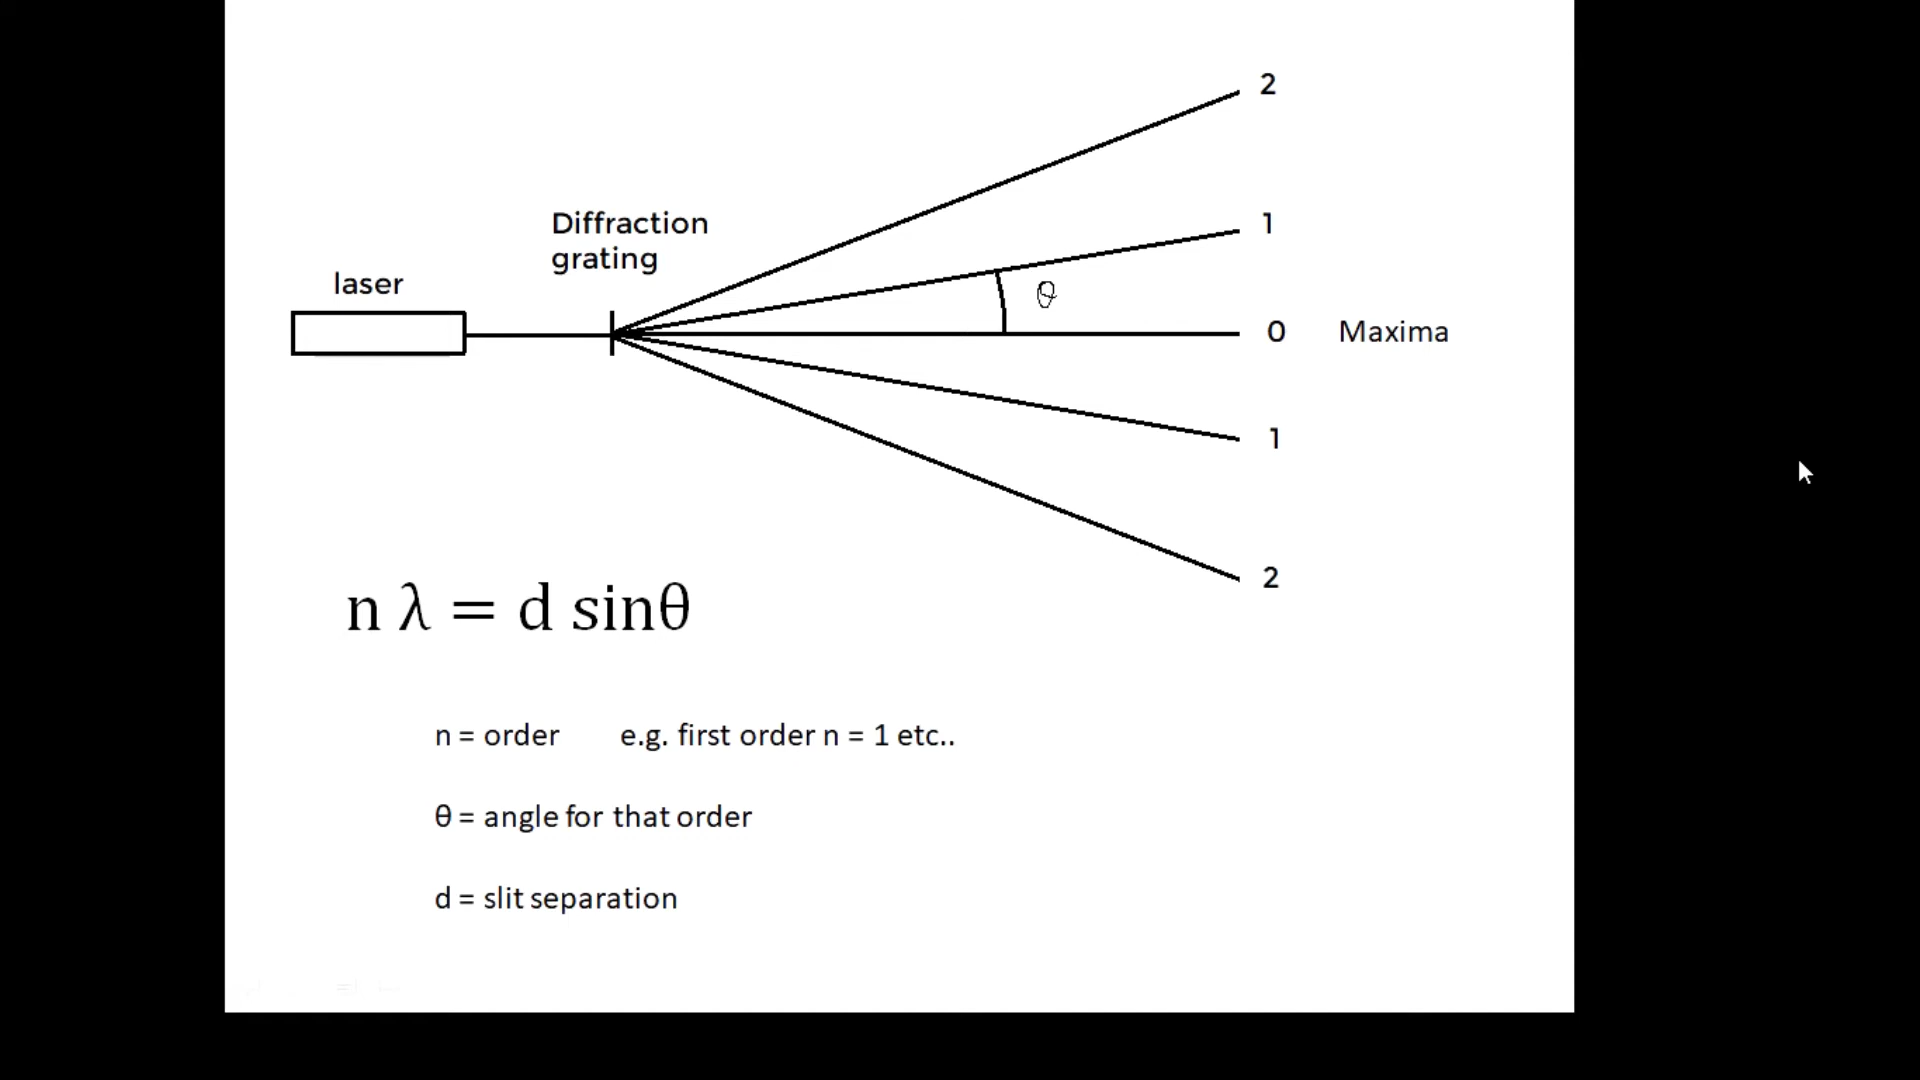 2
Diffraction
grating
1
laser
θ
0 Maxima
1
2
n λ = d sinθ
n = order e.g. first order n = 1 etc..
θ = angle for that order
d = slit separation